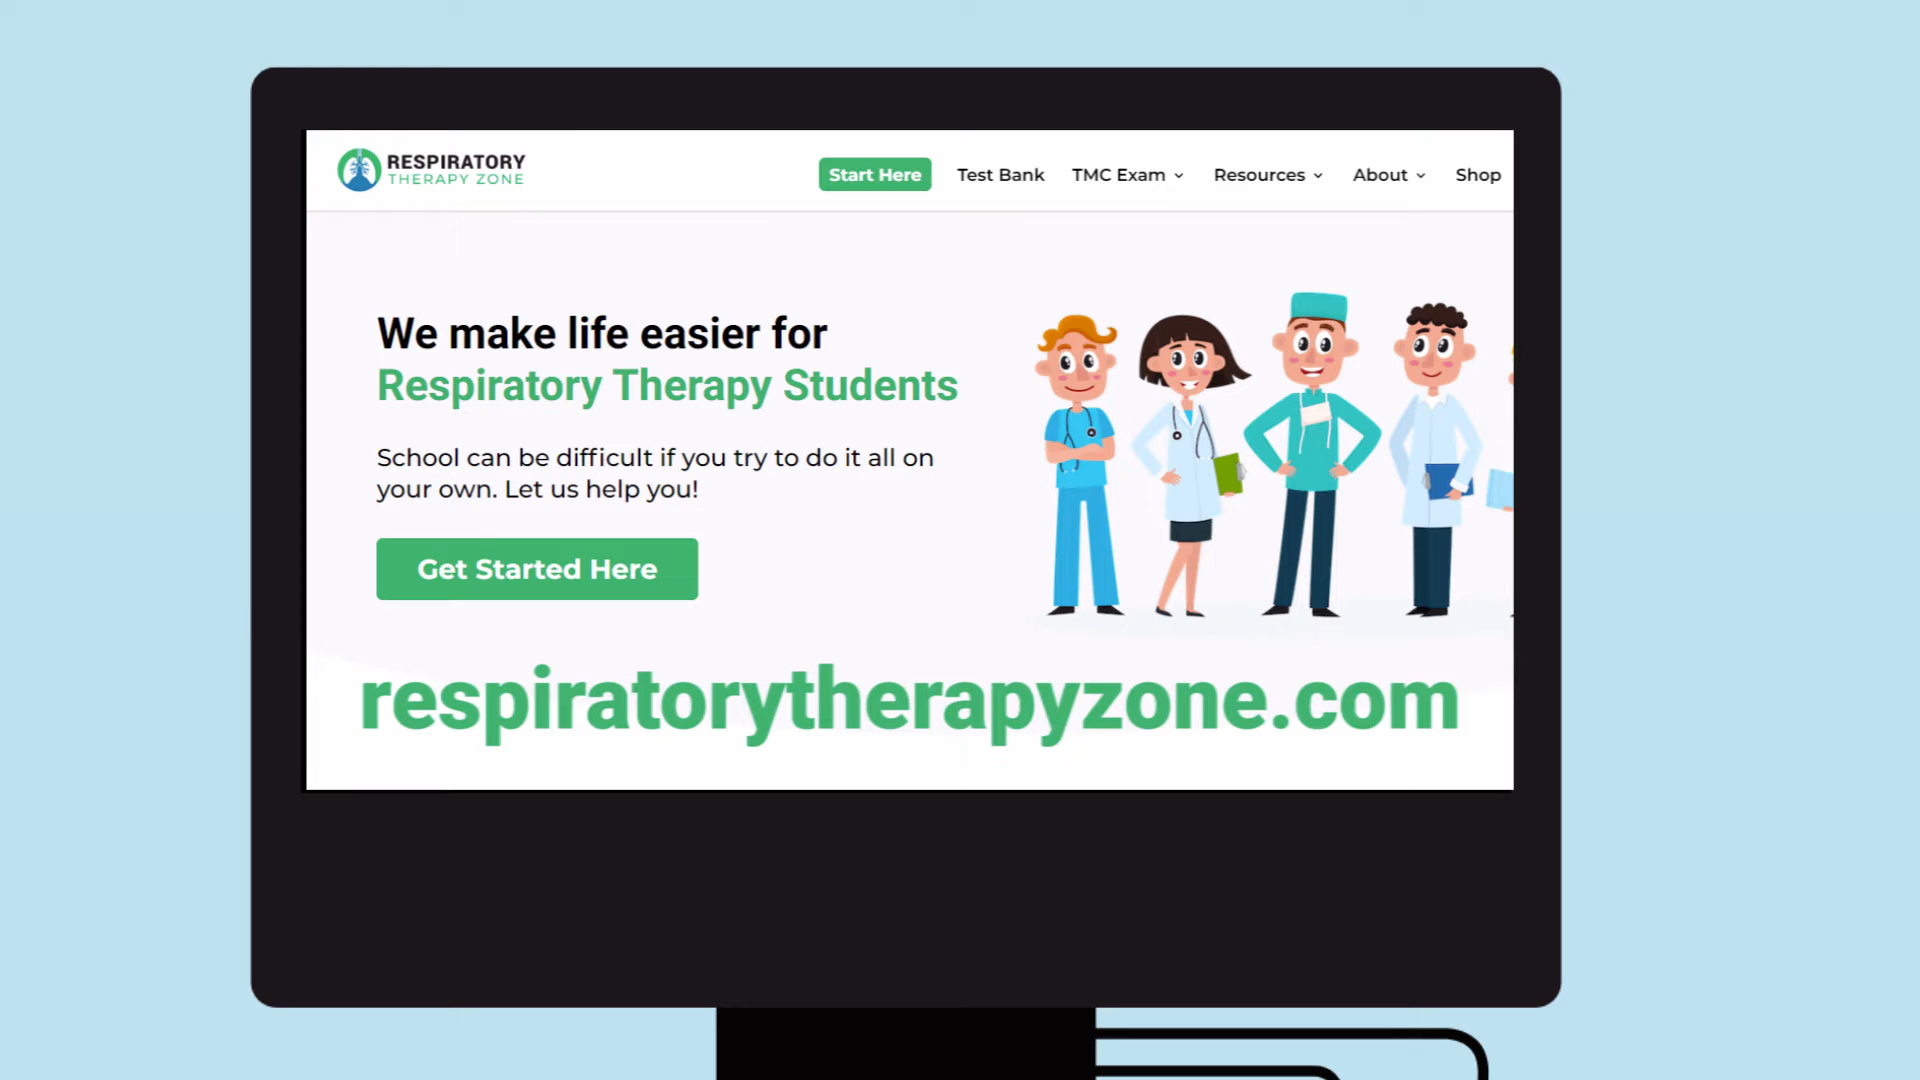 RESPIRATORY
THERAPY ZONE
Start Here
Test Bank
TMC Exam
Resources
About
Shop
We make life easier for
Respiratory Therapy Students
School can be difficult if you try to do it all on
your own. Let us help you!
Get Started Here
respiratorytherapyzone.com